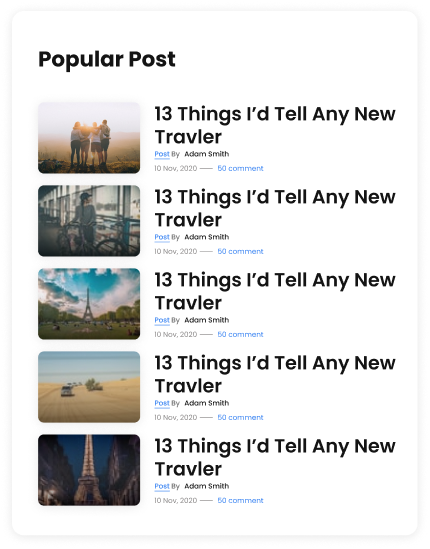 Popular Post
13 Things I’d Tell Any New
Travler
Post By Adam Smith
10 Nov, 2020 — 50 comment
13 Things I’d Tell Any New
Travler
Post By Adam Smith
10 Nov, 2020 — 50 comment
13 Things I’d Tell Any New
Travler
Post By Adam Smith
10 Nov, 2020 — 50 comment
13 Things I’d Tell Any New
Travler
Post By Adam Smith
10 Nov, 2020 — 50 comment
13 Things I’d Tell Any New
Travler
Post By Adam Smith
10 Nov, 2020 — 50 comment